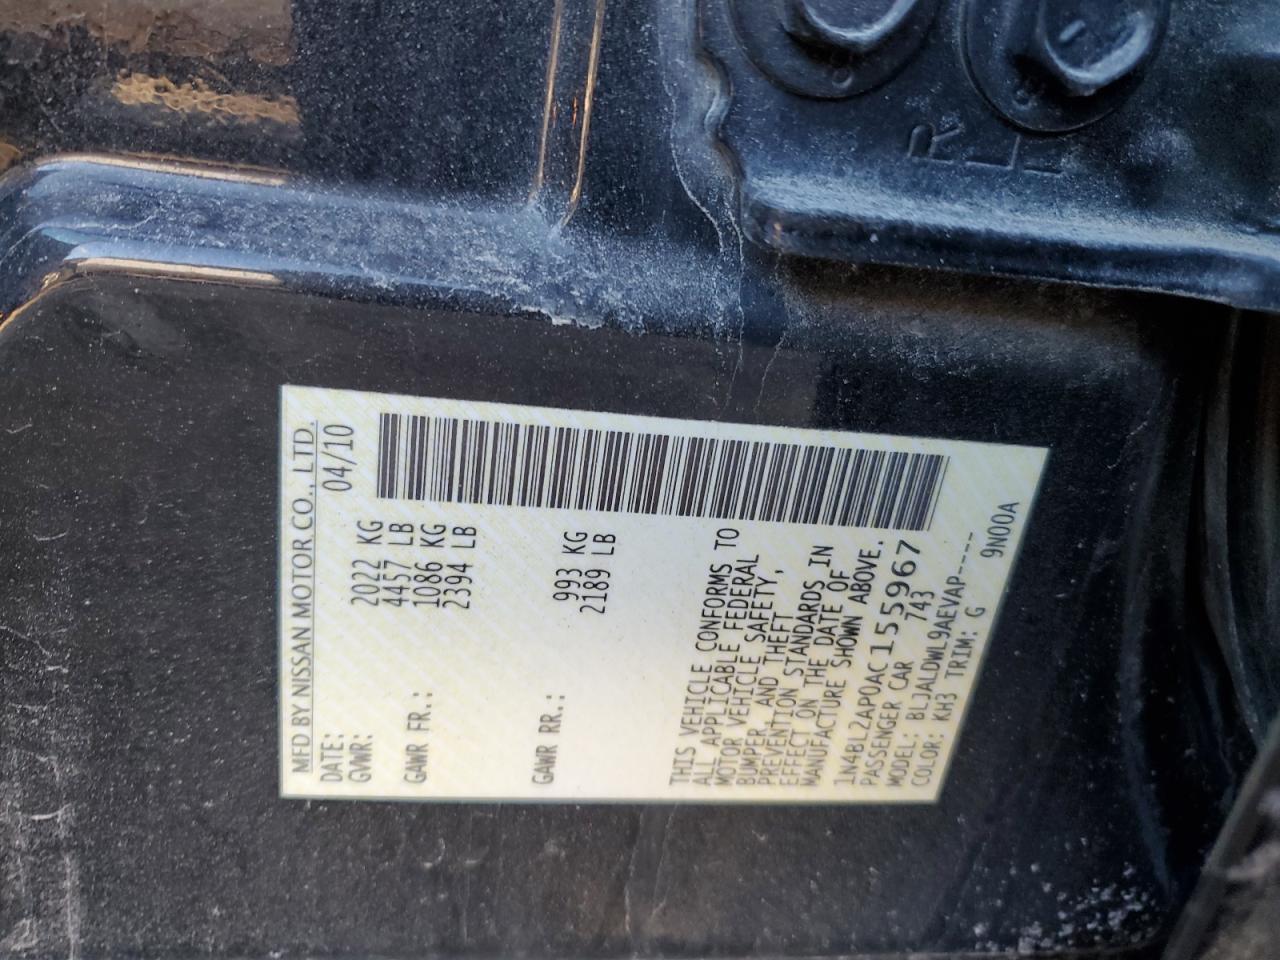 R
L
MFD BY NISSAN MOTOR CO., LTD.
DATE: 04/10
GVWR: 2022 KG
4457 LB
GAWR FR.: 1086 KG
2394 LB
GAWR RR.: 993 KG
2189 LB
THIS VEHICLE CONFORMS TO
ALL APPLICABLE FEDERAL
MOTOR VEHICLE SAFETY,
BUMPER, AND THEFT
PREVENTION STANDARDS IN
EFFECT ON THE DATE OF
MANUFACTURE SHOWN ABOVE.
1N4BL2AP0AC155967
PASSENGER CAR 743
MODEL: BLJALDWL9AEVAP----
COLOR: KH3 TRIM: G 9N00A